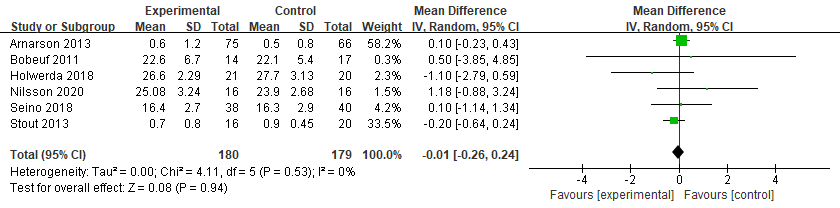 Experimental Control Mean Difference Mean Difference
Study or Subgroup Mean SD Total Mean SD Total Weight IV, Random, 95% CI IV, Random, 95% CI
Arnarson 2013 0.6 1.2 75 0.5 0.8 66 58.2% 0.10 [-0.23, 0.43]
Bobeuf 2011 22.6 6.7 14 22.1 5.4 17 0.3% 0.50 [-3.85, 4.85]
Holwerda 2018 26.6 2.29 21 27.7 3.13 20 2.2% -1.10 [-2.79, 0.59]
Nilsson 2020 25.08 3.24 16 23.9 2.68 16 1.5% 1.18 [-0.88, 3.24]
Seino 2018 16.4 2.7 38 16.3 2.9 40 4.2% 0.10 [-1.14, 1.34]
Stout 2013 0.7 0.8 16 0.9 0.45 20 33.5% -0.20 [-0.64, 0.24]
Total (95% CI) 180 179 100.0% -0.01 [-0.26, 0.24]
Heterogeneity: Tau² = 0.00; Chi² = 4.11, df = 5 (P = 0.53); I² = 0%
Test for overall effect: Z = 0.08 (P = 0.94)
-4 -2 0 2 4
Favours [experimental] Favours [control]